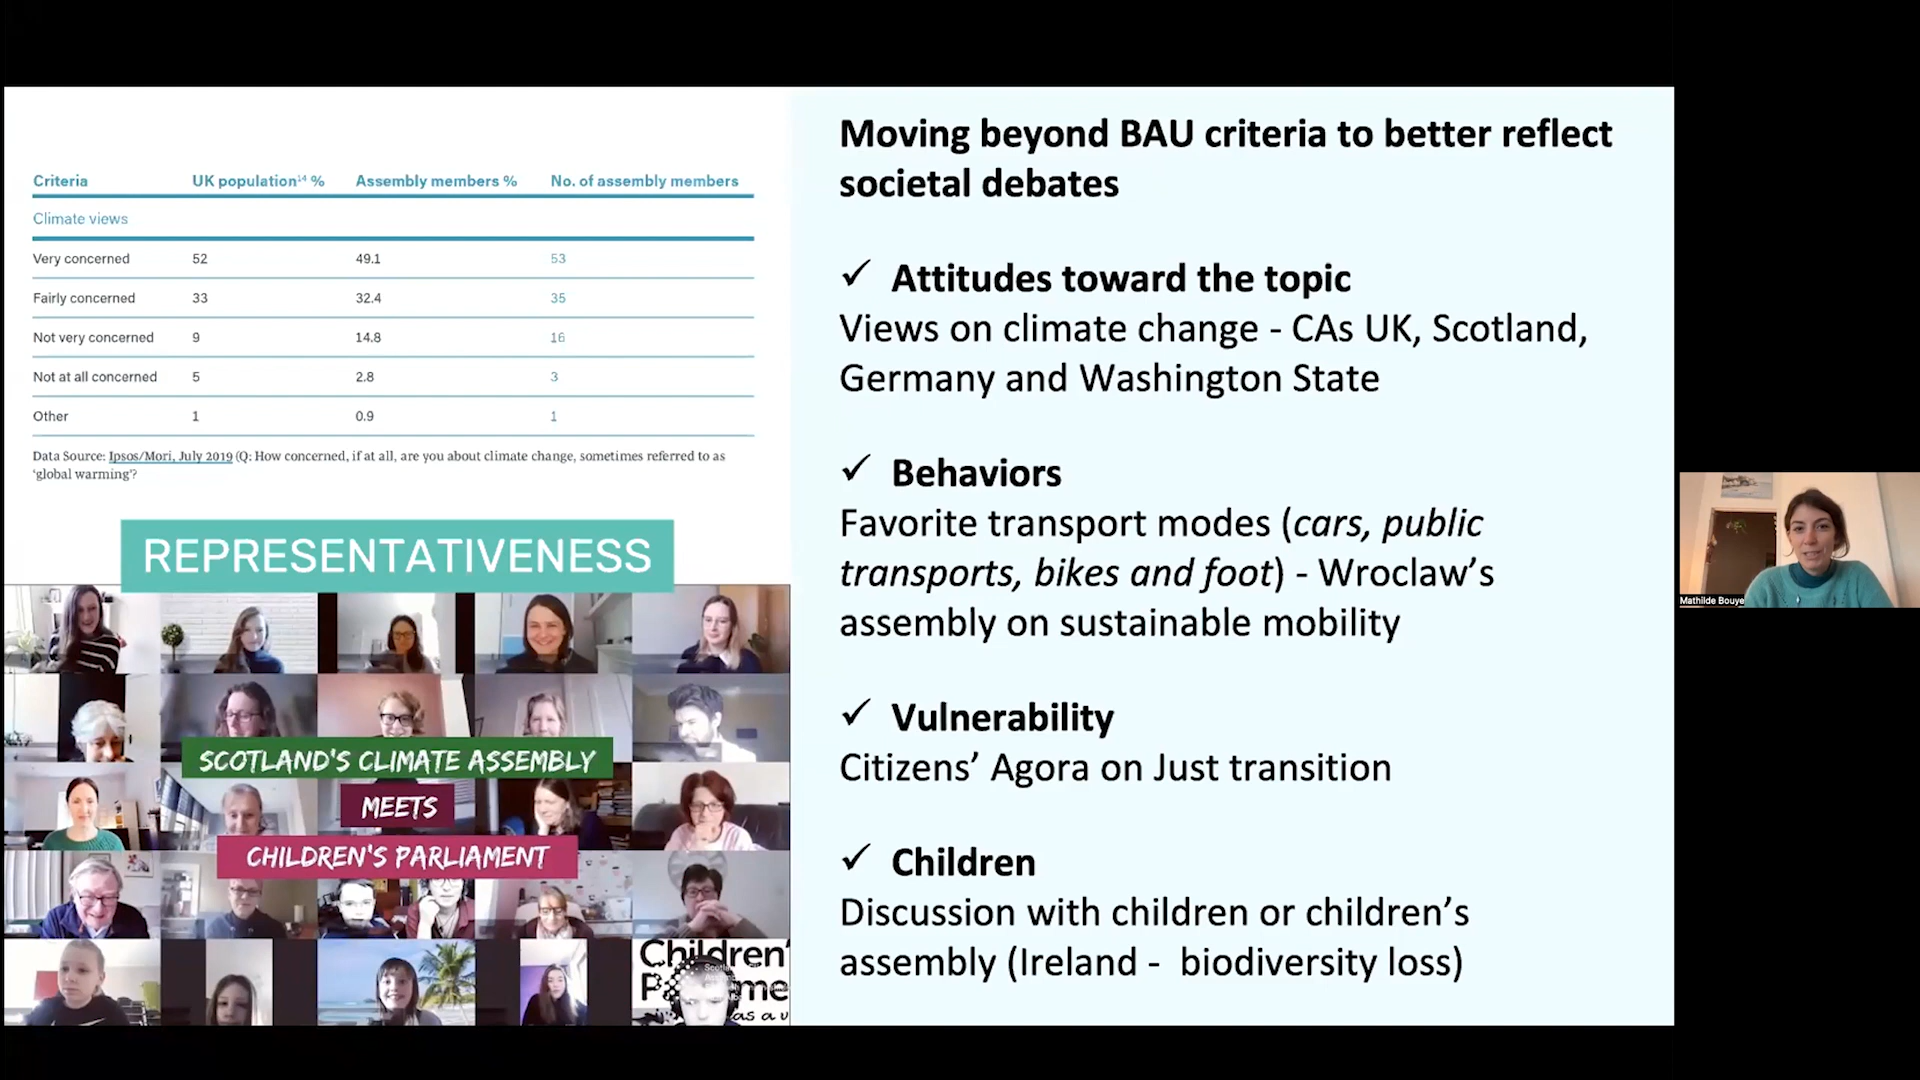 Criteria UK population¹⁴ % Assembly members % No. of assembly members
Climate views
Very concerned 52 49.1 53
Fairly concerned 33 32.4 35
Not very concerned 9 14.8 16
Not at all concerned 5 2.8 3
Other 1 0.9 1
Data Source: Ipsos/Mori, July 2019 (Q: How concerned, if at all, are you about climate change, sometimes referred to as
'global warming'?
REPRESENTATIVENESS
SCOTLAND'S CLIMATE ASSEMBLY
MEETS
CHILDREN'S PARLIAMENT
Children'
as a v
Moving beyond BAU criteria to better reflect
societal debates
✓ Attitudes toward the topic
Views on climate change - CAs UK, Scotland,
Germany and Washington State
✓ Behaviors
Favorite transport modes (cars, public
transports, bikes and foot) - Wroclaw's
assembly on sustainable mobility
✓ Vulnerability
Citizens' Agora on Just transition
✓ Children
Discussion with children or children's
assembly (Ireland - biodiversity loss)
Mathilde Bouye